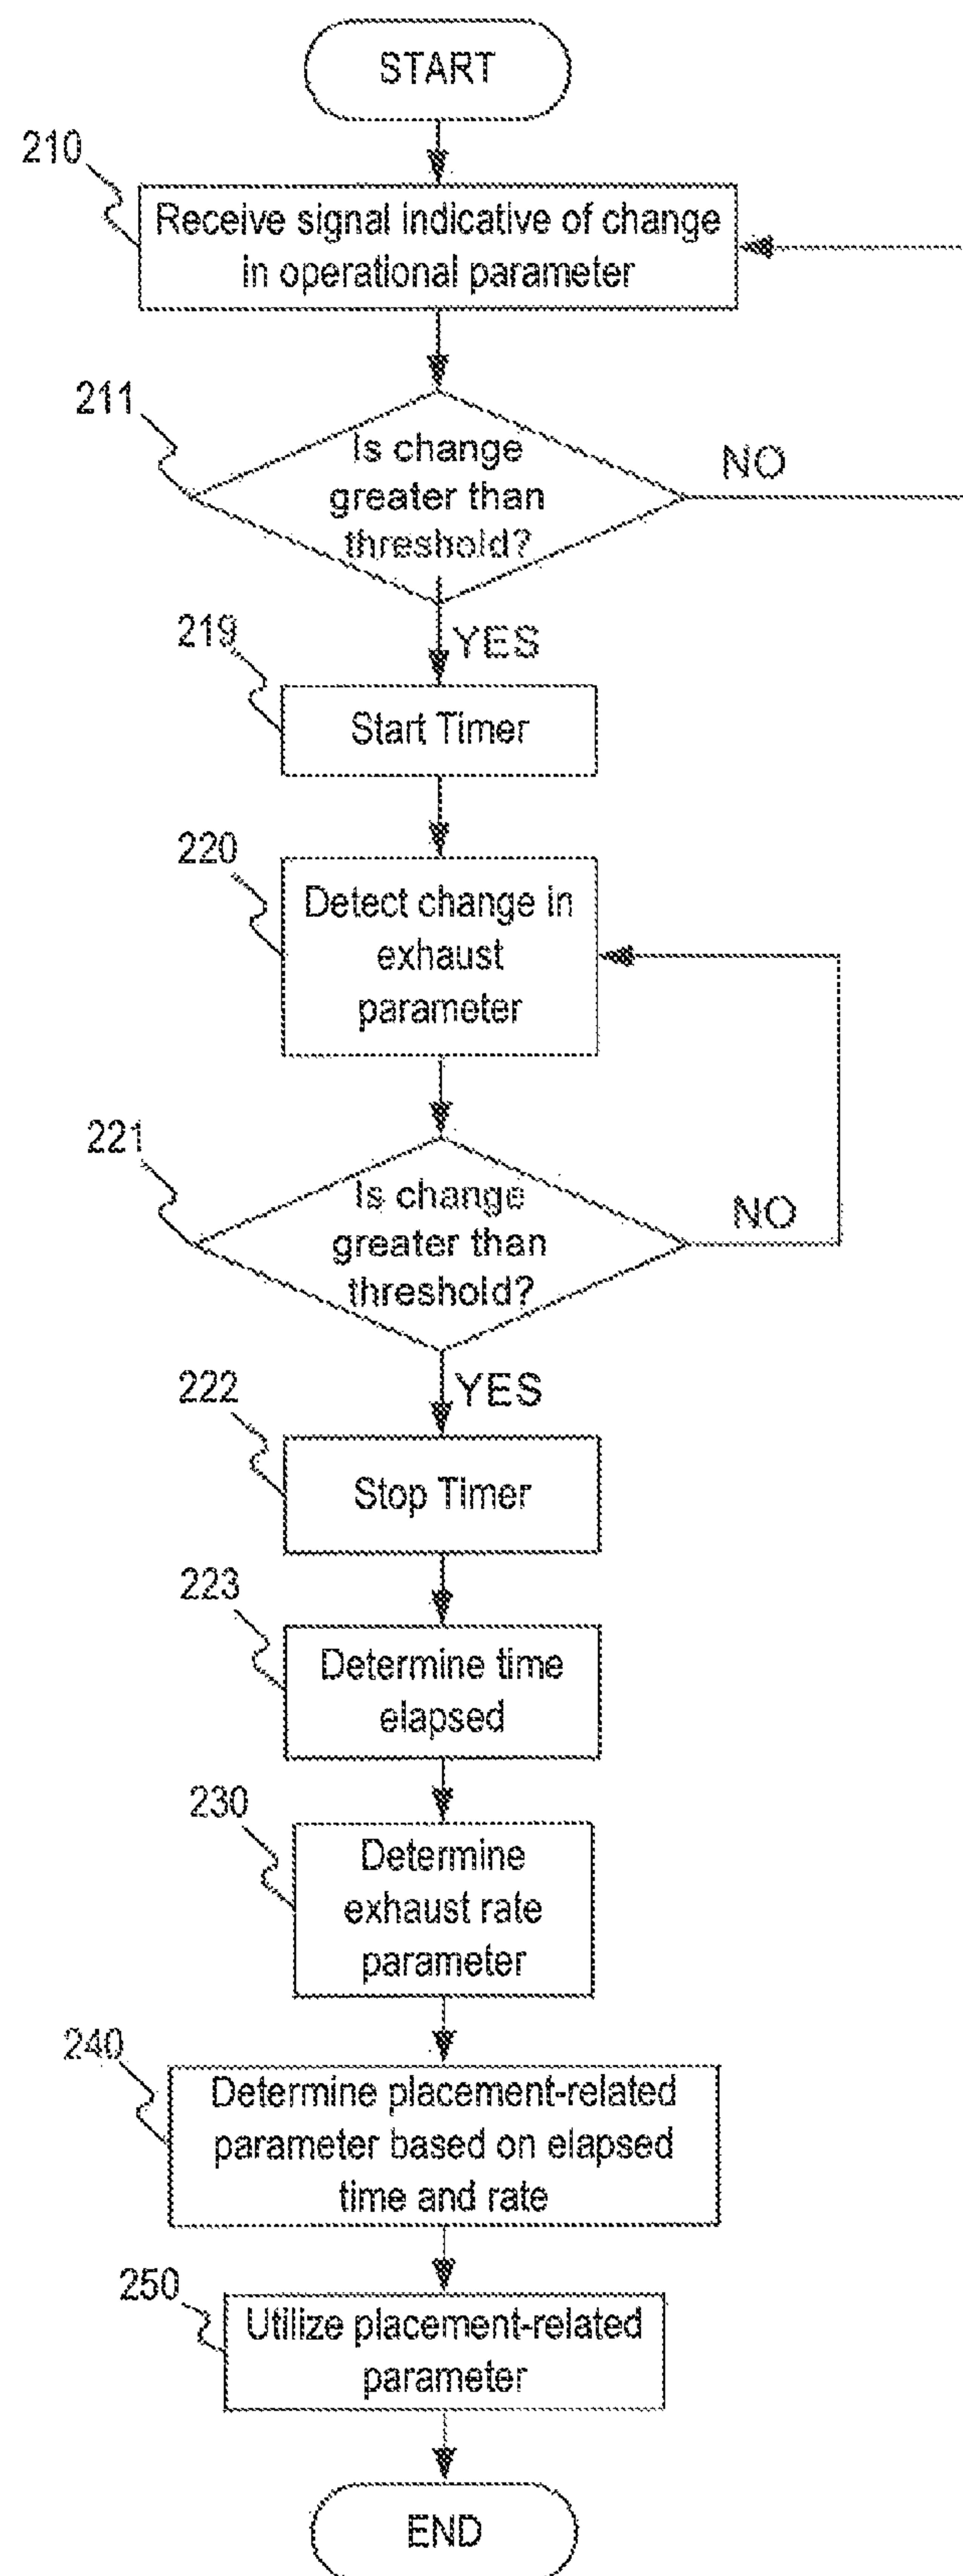 START
210
Receive signal indicative of change
in operational parameter
211
Is change
greater than
threshold?
NO
YES
219
Start Timer
220
Detect change in
exhaust
parameter
221
Is change
greater than
threshold?
NO
YES
222
Stop Timer
223
Determine time
elapsed
230
Determine
exhaust rate
parameter
240
Determine placement-related
parameter based on elapsed
time and rate
250
Utilize placement-related
parameter
END